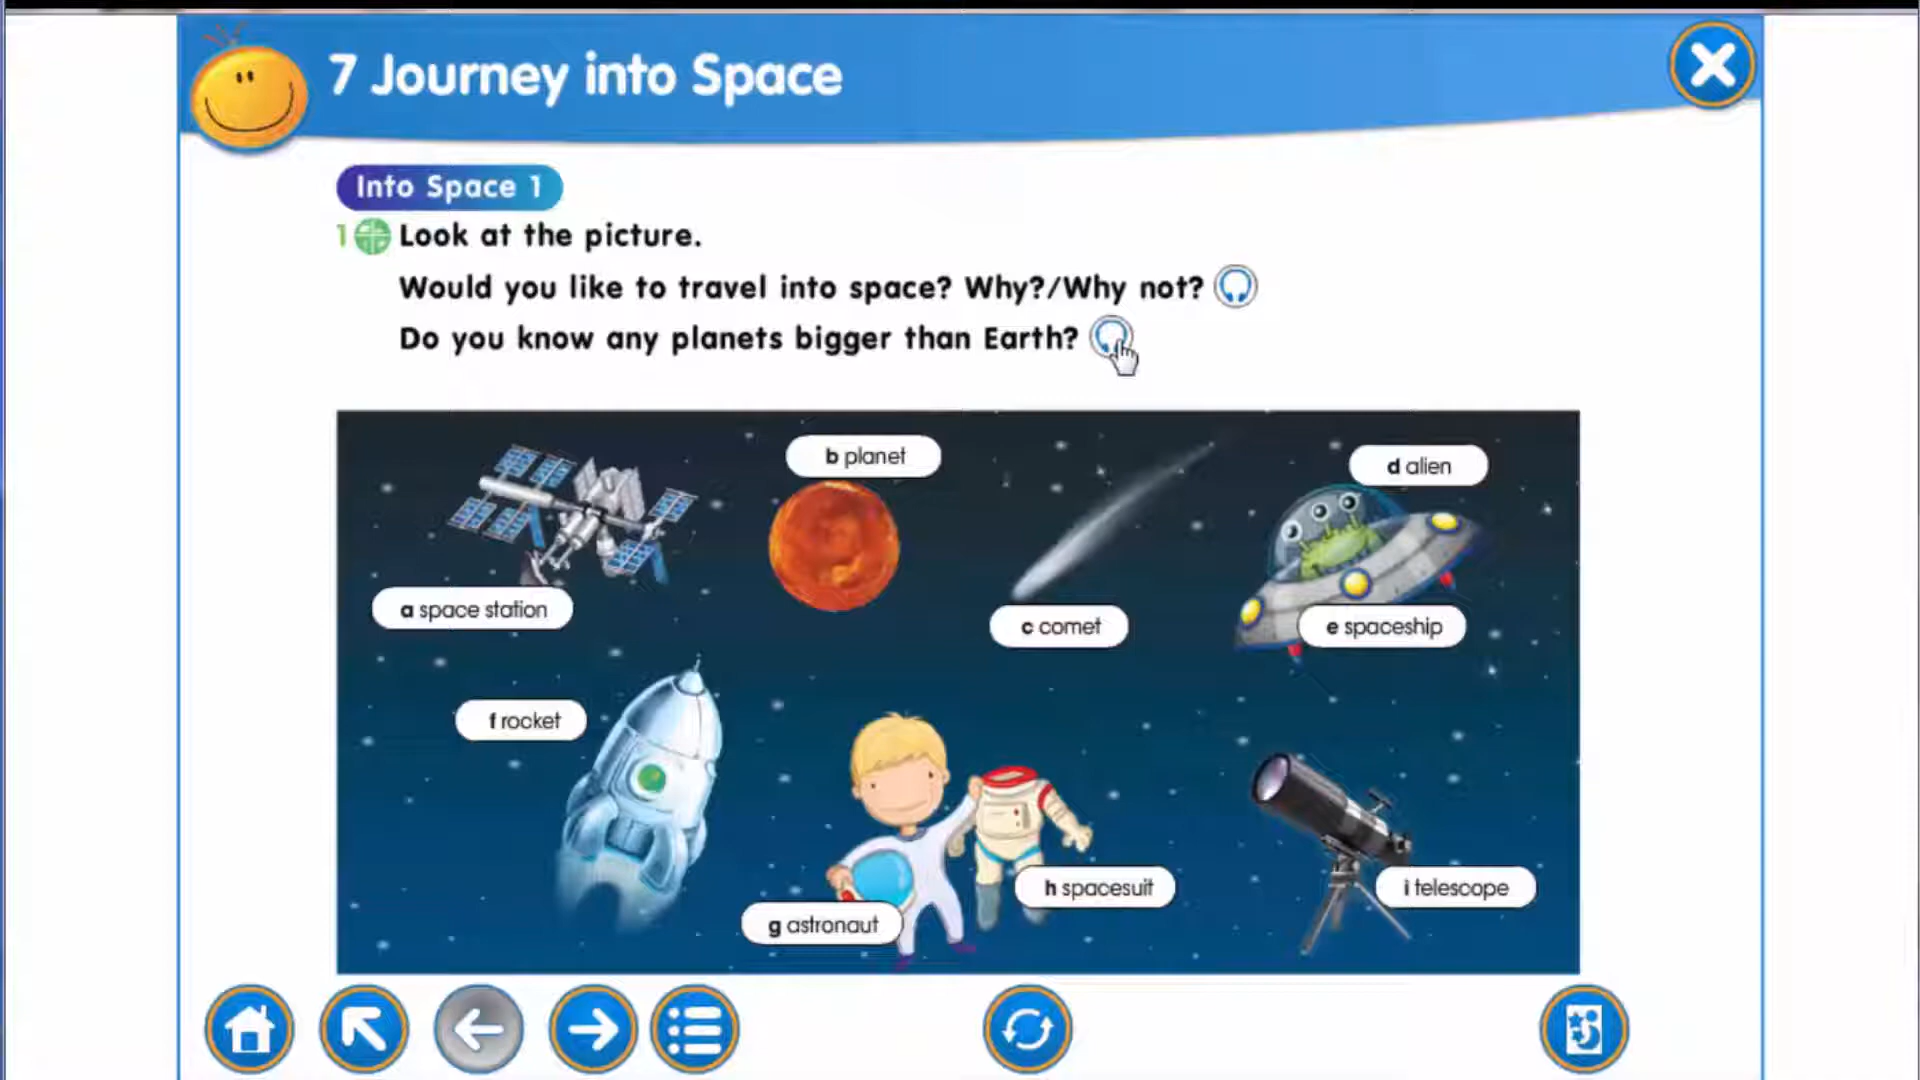 7 Journey into Space
Into Space 1
1 Look at the picture.
Would you like to travel into space? Why?/Why not?
Do you know any planets bigger than Earth?
b planet
d alien
a space station
c comet
e spaceship
f rocket
h spacesuit
i telescope
g astronaut